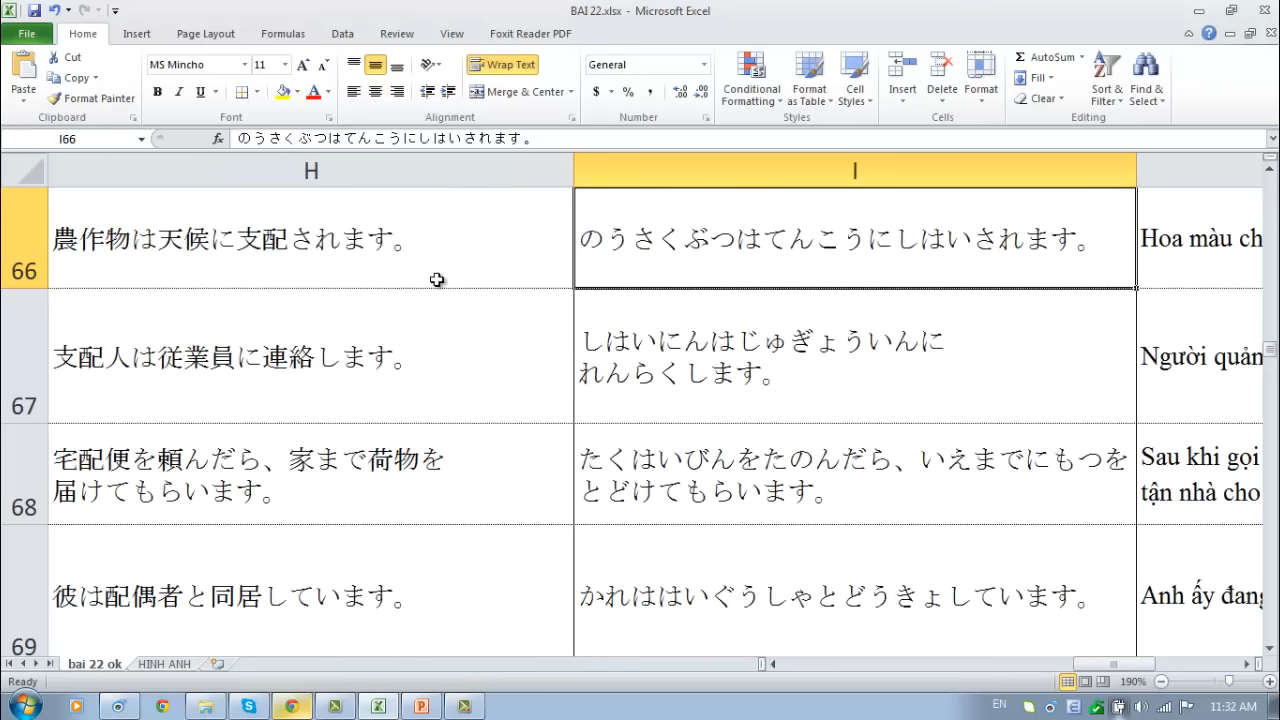 BAI 22.xlsx - Microsoft Excel
File Home Insert Page Layout Formulas Data Review View Foxit Reader PDF
Paste
Cut
Copy
Format Painter
Clipboard
MS Mincho 11
B I U A
Font
Wrap Text
Merge & Center
Alignment
General
$ % ,
Number
Conditional Formatting
Format as Table
Cell Styles
Styles
Insert Delete Format
Cells
Σ AutoSum
Fill
Clear
Sort & Filter
Find & Select
Editing
I66 fx のうさくぶつはてんこうにしはいされます。
H I
66 農作物は天候に支配されます。 のうさくぶつはてんこうにしはいされます。 Hoa màu ch
67 支配人は従業員に連絡します。 しはいにんはじゅぎょういんに
れんらくします。 Người quản
68 宅配便を頼んだら、家まで荷物を
届けてもらいます。 たくはいびんをたのんだら、いえまでにもつを
とどけてもらいます。 Sau khi gọi
tận nhà cho
69 彼は配偶者と同居しています。 かれははいぐうしゃとどうきょしています。 Anh ấy đang
bai 22 ok HINH ANH
Ready 190%
EN 11:32 AM